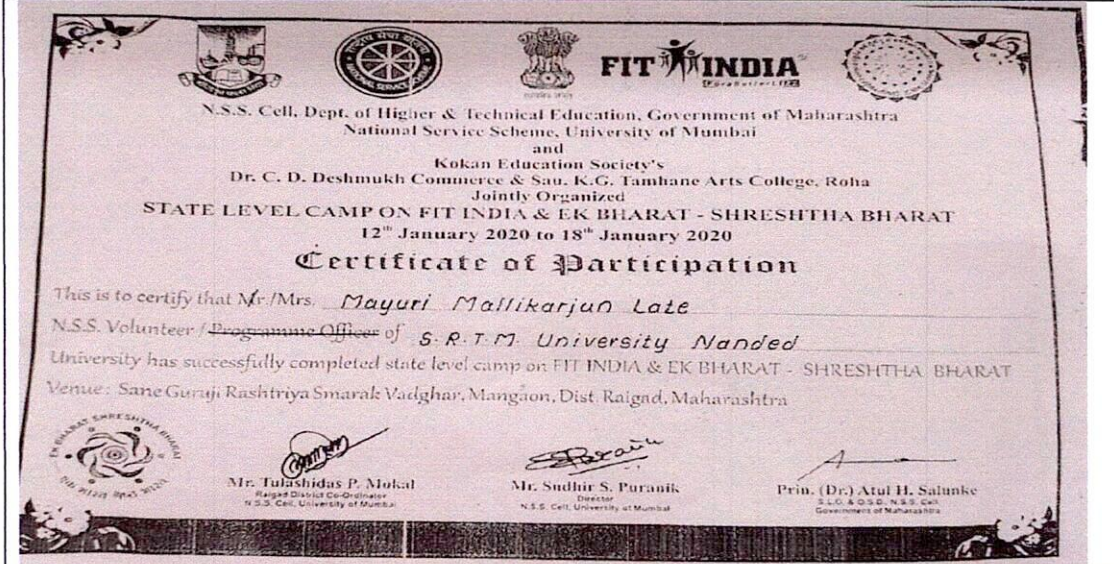 FIT INDIA
N.S.S. Cell, Dept. of Higher & Technical Education, Government of Maharashtra
National Service Scheme, University of Mumbai
and
Kokan Education Society's
Dr. C. D. Deshmukh Commerce & Sau. K.G. Tamhane Arts College, Roha
Jointly Organized
STATE LEVEL CAMP ON FIT INDIA & EK BHARAT - SHRESHTHA BHARAT
12th January 2020 to 18th January 2020
Certificate of Participation
This is to certify that Mr./Mrs. Mayuri Mallikarjun Late
N.S.S. Volunteer / Programme Officer of S.R.T.M. University Nanded
University has successfully completed state level camp on FIT INDIA & EK BHARAT - SHRESHTHA BHARAT
Venue: Sane Guruji Rashtriya Smarak Vadghar, Mangaon, Dist. Raigad, Maharashtra
EK BHARAT SHRESHTHA BHARAT
Mr. Tulashidas P. Mokal
Raigad District Co-Ordinator
N.S.S. Cell, University of Mumbai
Mr. Sudhir S. Puranik
Director
N.S.S. Cell, University of Mumbai
Prin. (Dr.) Atul H. Salunke
S.L.O. & O.S.D. N.S.S. Cell
Government of Maharashtra